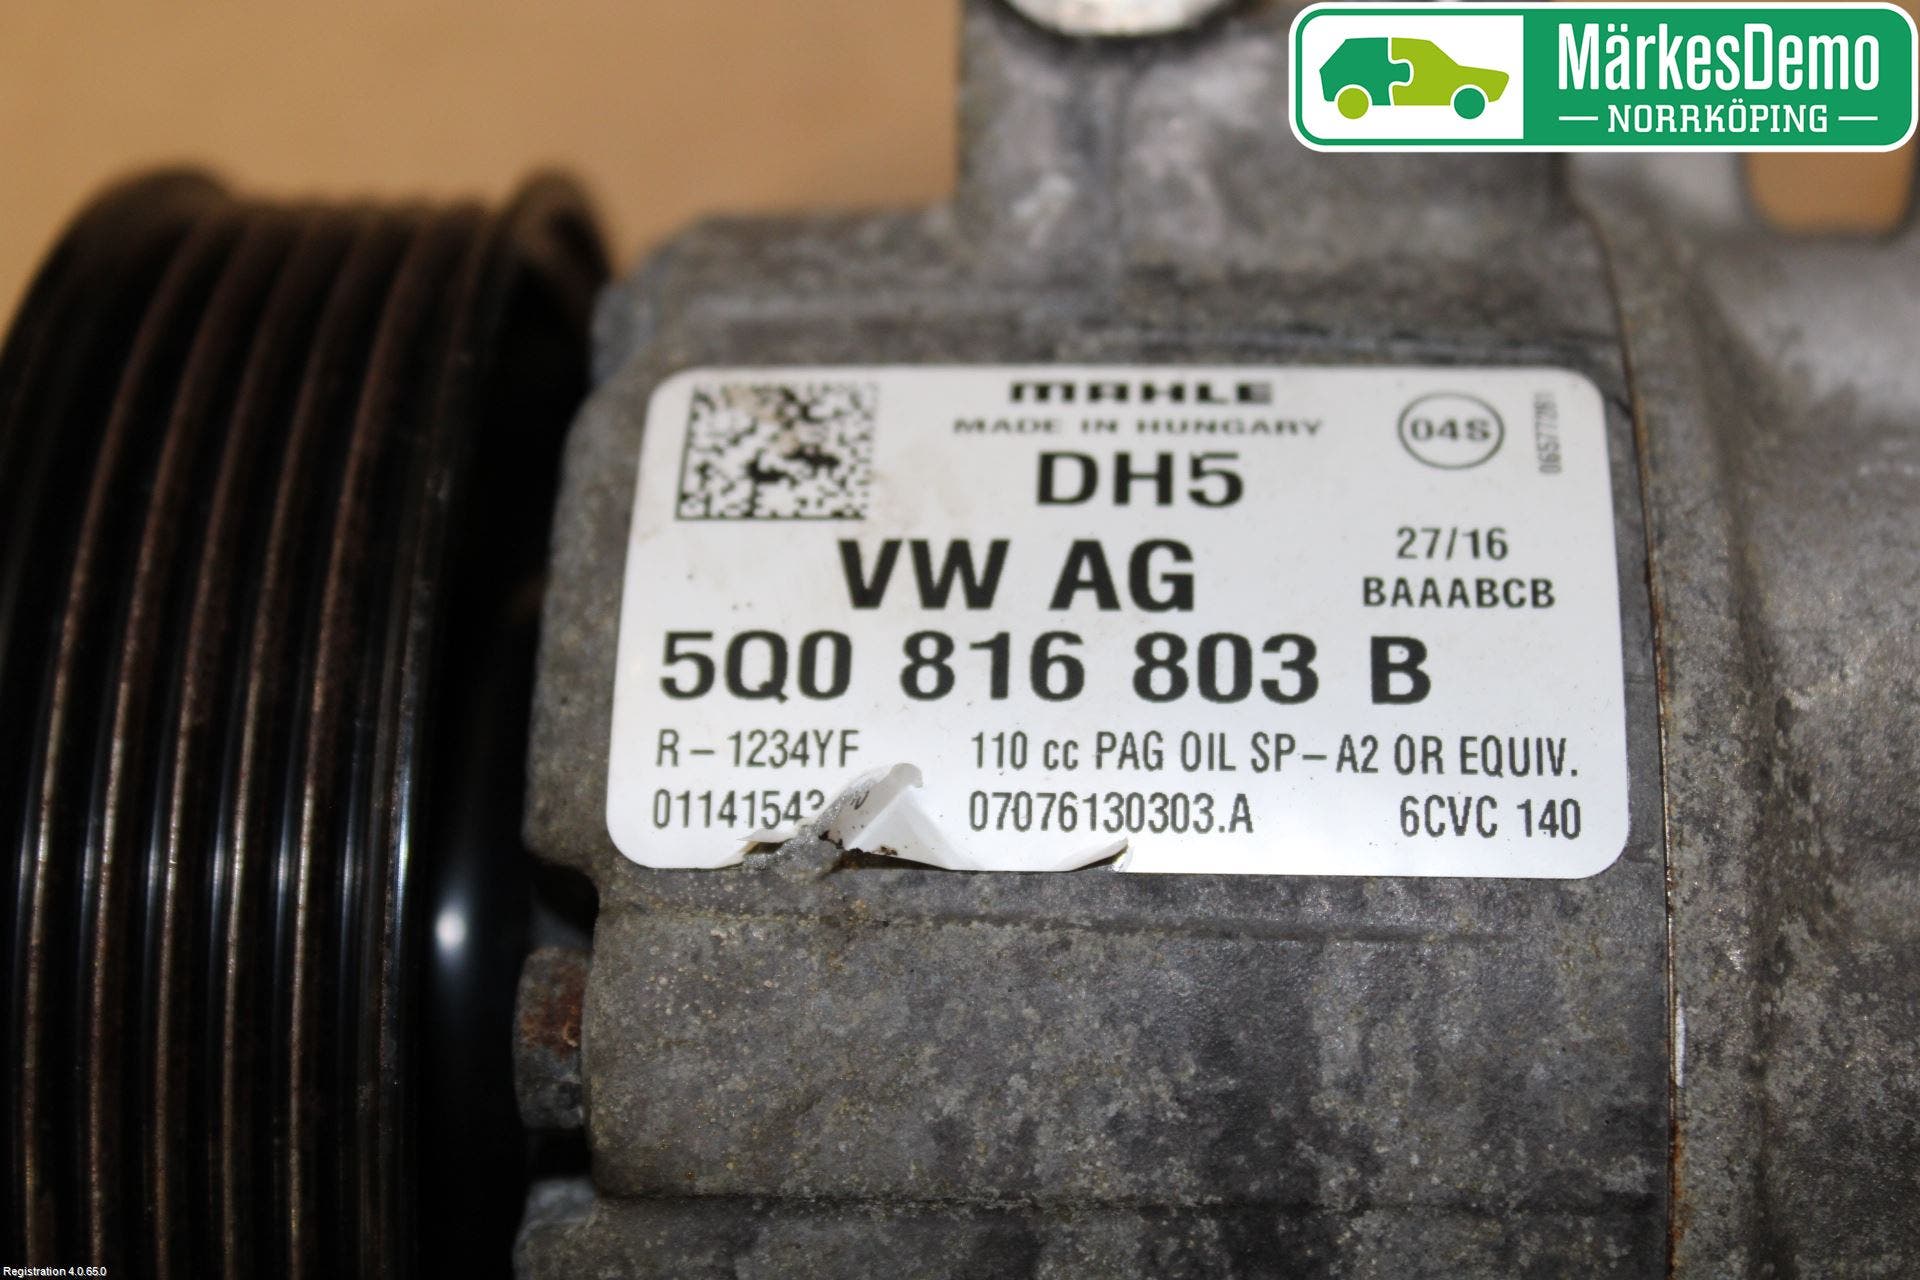 MärkesDemo
NORRKÖPING
MAHLE
MADE IN HUNGARY
04S
DH5
VW AG
27/16
BAAABCB
5Q0 816 803 B
R-1234YF 110 cc PAG OIL SP-A2 OR EQUIV.
07076130303.A 6CVC 140
Registration 4.0.65.0